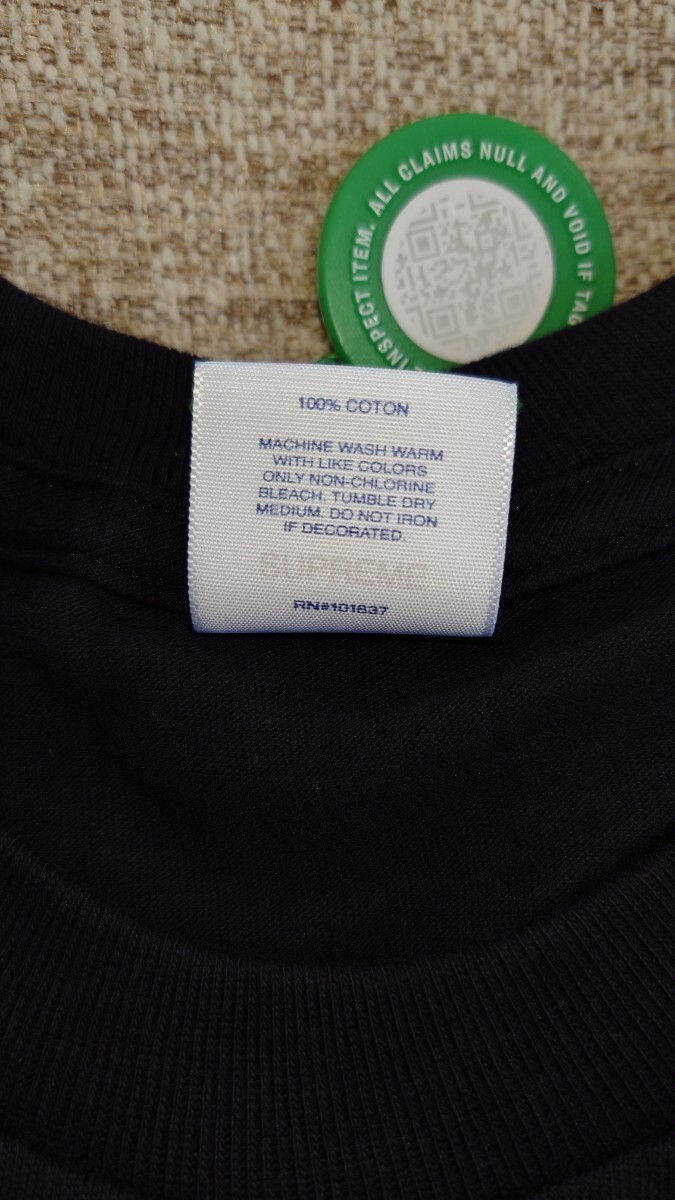 INSPECT ITEM. ALL CLAIMS NULL AND VOID IF TAG
100% COTON
MACHINE WASH WARM
WITH LIKE COLORS
ONLY NON-CHLORINE
BLEACH. TUMBLE DRY
MEDIUM. DO NOT IRON
IF DECORATED.
SUPREME
RN#101837